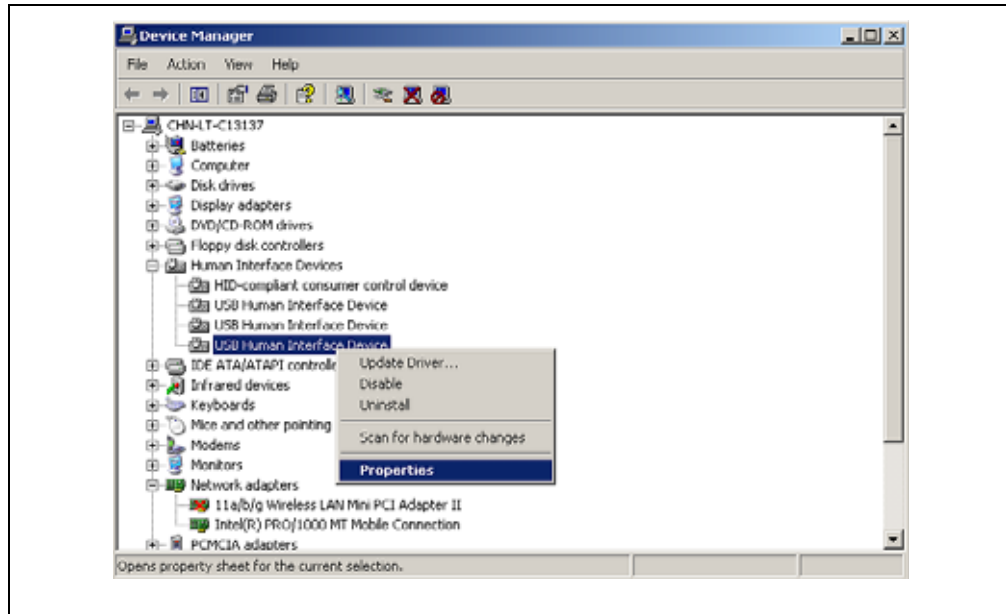 Device Manager
File Action View Help
CHN-LT-C13137
Batteries
Computer
Disk drives
Display adapters
DVD/CD-ROM drives
Floppy disk controllers
Human Interface Devices
HID-compliant consumer control device
USB Human Interface Device
USB Human Interface Device
USB Human Interface Device
IDE ATA/ATAPI controlle
Update Driver...
Infrared devices
Disable
Keyboards
Uninstall
Mice and other pointing
Scan for hardware changes
Modems
Monitors
Properties
Network adapters
11a/b/g Wireless LAN Mini PCI Adapter II
Intel(R) PRO/1000 MT Mobile Connection
PCMCIA adapters
Opens property sheet for the current selection.